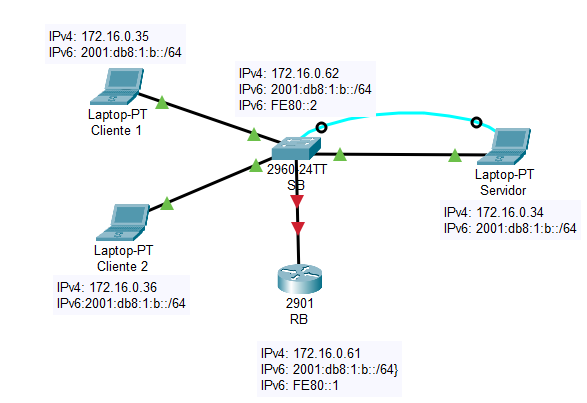 IPv4: 172.16.0.35
IPv6: 2001:db8:1:b::/64
Laptop-PT
Cliente 1
IPv4: 172.16.0.62
IPv6: 2001:db8:1:b::/64
IPv6: FE80::2
2960-24TT
SB
Laptop-PT
Servidor
IPv4: 172.16.0.34
IPv6: 2001:db8:1:b::/64
Laptop-PT
Cliente 2
IPv4: 172.16.0.36
IPv6:2001:db8:1:b::/64
2901
RB
IPv4: 172.16.0.61
IPv6: 2001:db8:1:b::/64}
IPv6: FE80::1